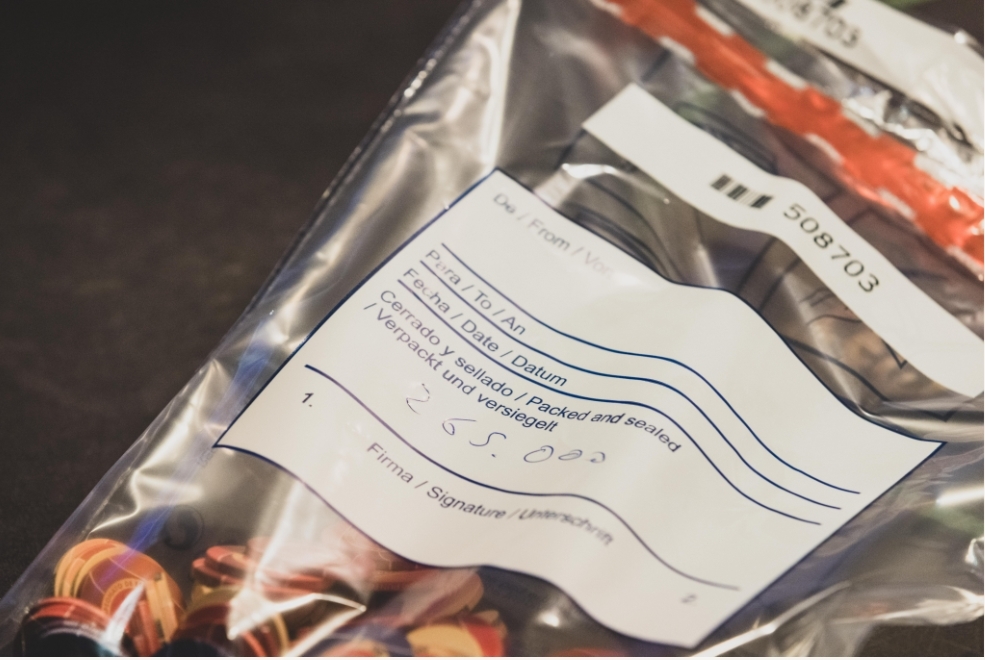 508703
508703
De / From / Von
Para / To / An
Fecha / Date / Datum
Cerrado y sellado / Packed and sealed
/ Verpackt und versiegelt
265.000
1.
Firma / Signature / Unterschrift
2